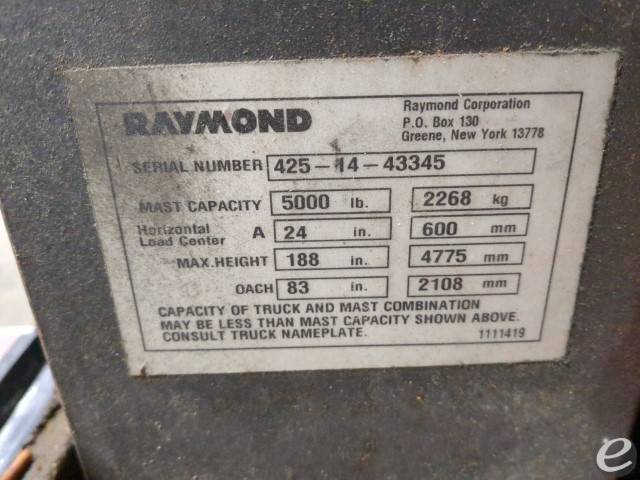 RAYMOND
Raymond Corporation
P.O. Box 130
Greene, New York 13778
SERIAL NUMBER 425-14-43345
MAST CAPACITY 5000 lb. 2268 kg
Horizontal
Load Center A 24 in. 600 mm
MAX. HEIGHT 188 in. 4775 mm
OACH 83 in. 2108 mm
CAPACITY OF TRUCK AND MAST COMBINATION
MAY BE LESS THAN MAST CAPACITY SHOWN ABOVE.
CONSULT TRUCK NAMEPLATE. 1111419
e